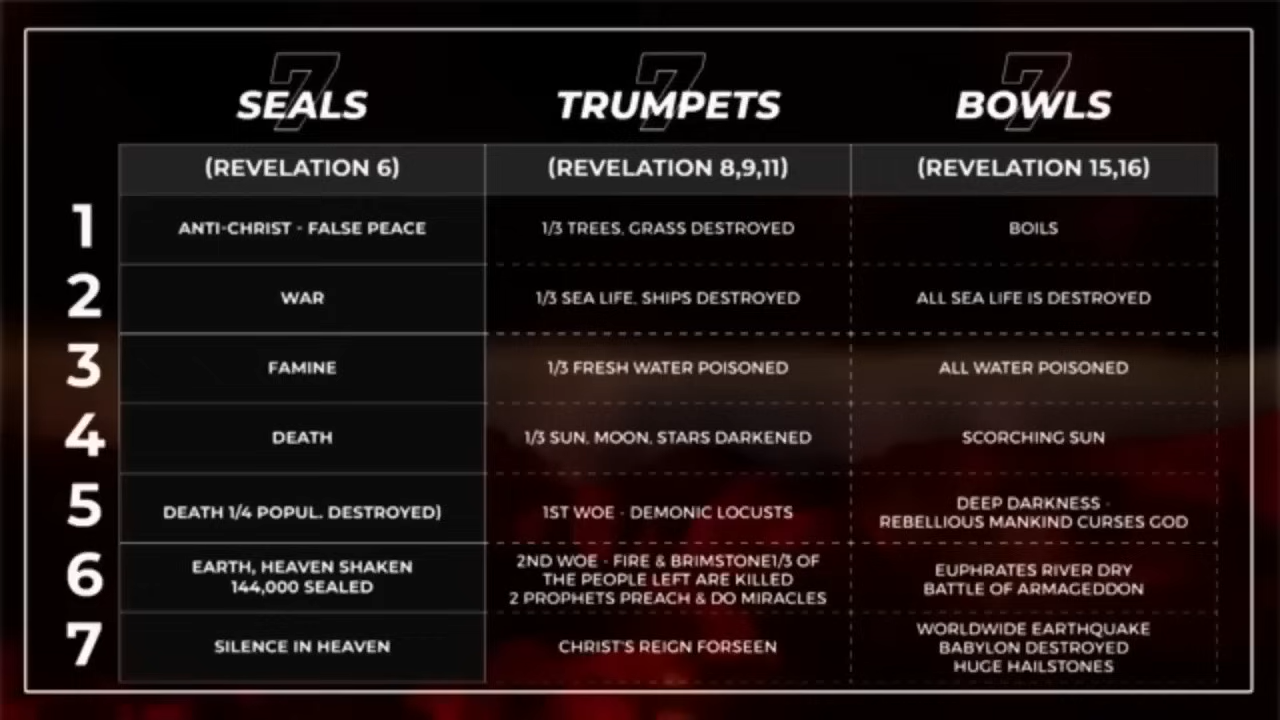 7 7 7
SEALS TRUMPETS BOWLS
(REVELATION 6) (REVELATION 8,9,11) (REVELATION 15,16)
1 ANTI-CHRIST - FALSE PEACE 1/3 TREES, GRASS DESTROYED BOILS
2 WAR 1/3 SEA LIFE, SHIPS DESTROYED ALL SEA LIFE IS DESTROYED
3 FAMINE 1/3 FRESH WATER POISONED ALL WATER POISONED
4 DEATH 1/3 SUN, MOON, STARS DARKENED SCORCHING SUN
5 DEATH 1/4 POPUL. DESTROYED) 1ST WOE - DEMONIC LOCUSTS
DEEP DARKNESS -
REBELLIOUS MANKIND CURSES GOD
6
EARTH, HEAVEN SHAKEN
144,000 SEALED
2ND WOE - FIRE & BRIMSTONE1/3 OF
THE PEOPLE LEFT ARE KILLED
2 PROPHETS PREACH & DO MIRACLES
EUPHRATES RIVER DRY
BATTLE OF ARMAGEDDON
7 SILENCE IN HEAVEN CHRIST'S REIGN FORSEEN
WORLDWIDE EARTHQUAKE
BABYLON DESTROYED
HUGE HAILSTONES